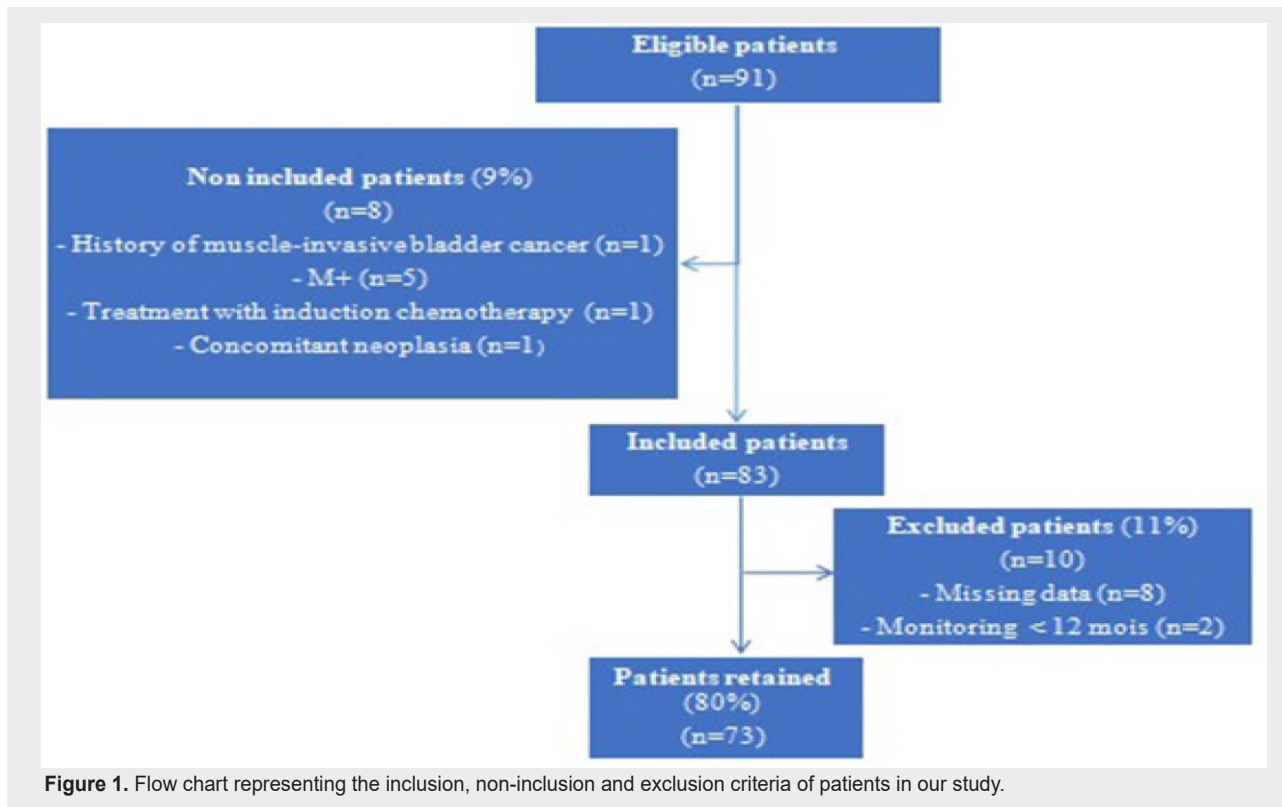 Eligible patients
(n=91)
Non included patients (9%)
(n=8)
- History of muscle-invasive bladder cancer (n=1)
- M+ (n=5)
- Treatment with induction chemotherapy (n=1)
- Concomitant neoplasia (n=1)
Included patients
(n=83)
Excluded patients (11%)
(n=10)
- Missing data (n=8)
- Monitoring < 12 mois (n=2)
Patients retained
(80%)
(n=73)
Figure 1. Flow chart representing the inclusion, non-inclusion and exclusion criteria of patients in our study.